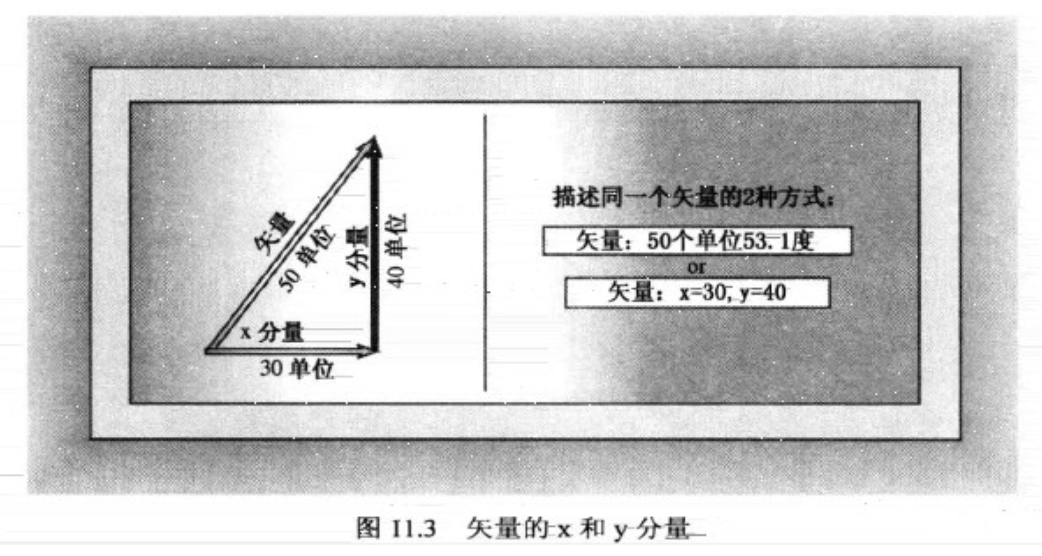 矢量
50 单位
y 分量
40 单位
x 分量
30 单位
描述同一个矢量的2种方式:
矢量: 50个单位53.1度
or
矢量: x=30, y=40
图 11.3 矢量的 x 和 y 分量